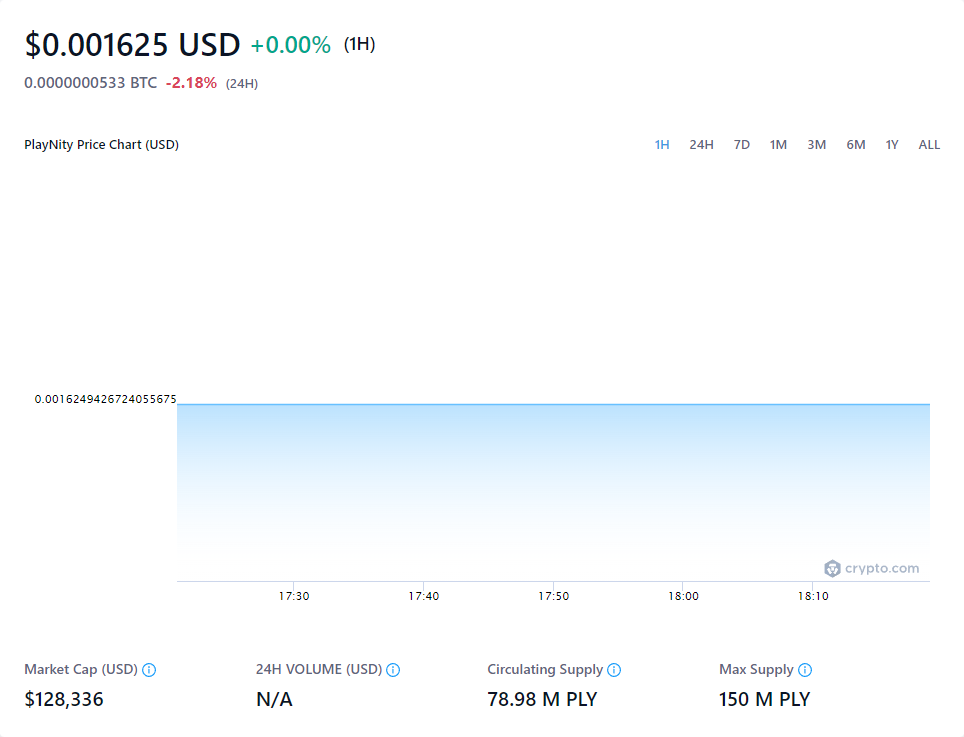 $0.001625 USD +0.00% (1H)
0.0000000533 BTC -2.18% (24H)
PlayNity Price Chart (USD) 1H 24H 7D 1M 3M 6M 1Y ALL
0.0016249426724055675
crypto.com
17:30 17:40 17:50 18:00 18:10
Market Cap (USD) 24H VOLUME (USD) Circulating Supply Max Supply
$128,336 N/A 78.98 M PLY 150 M PLY